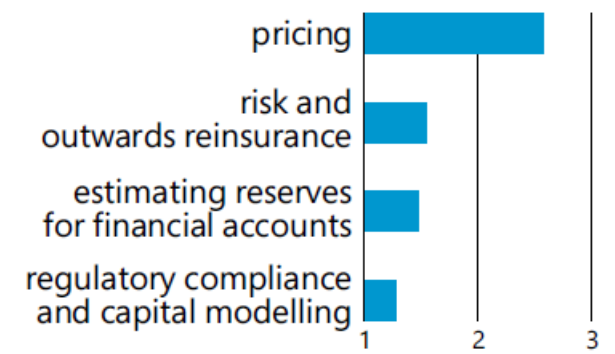 pricing
risk and
outwards reinsurance
estimating reserves
for financial accounts
regulatory compliance
and capital modelling
1 2 3